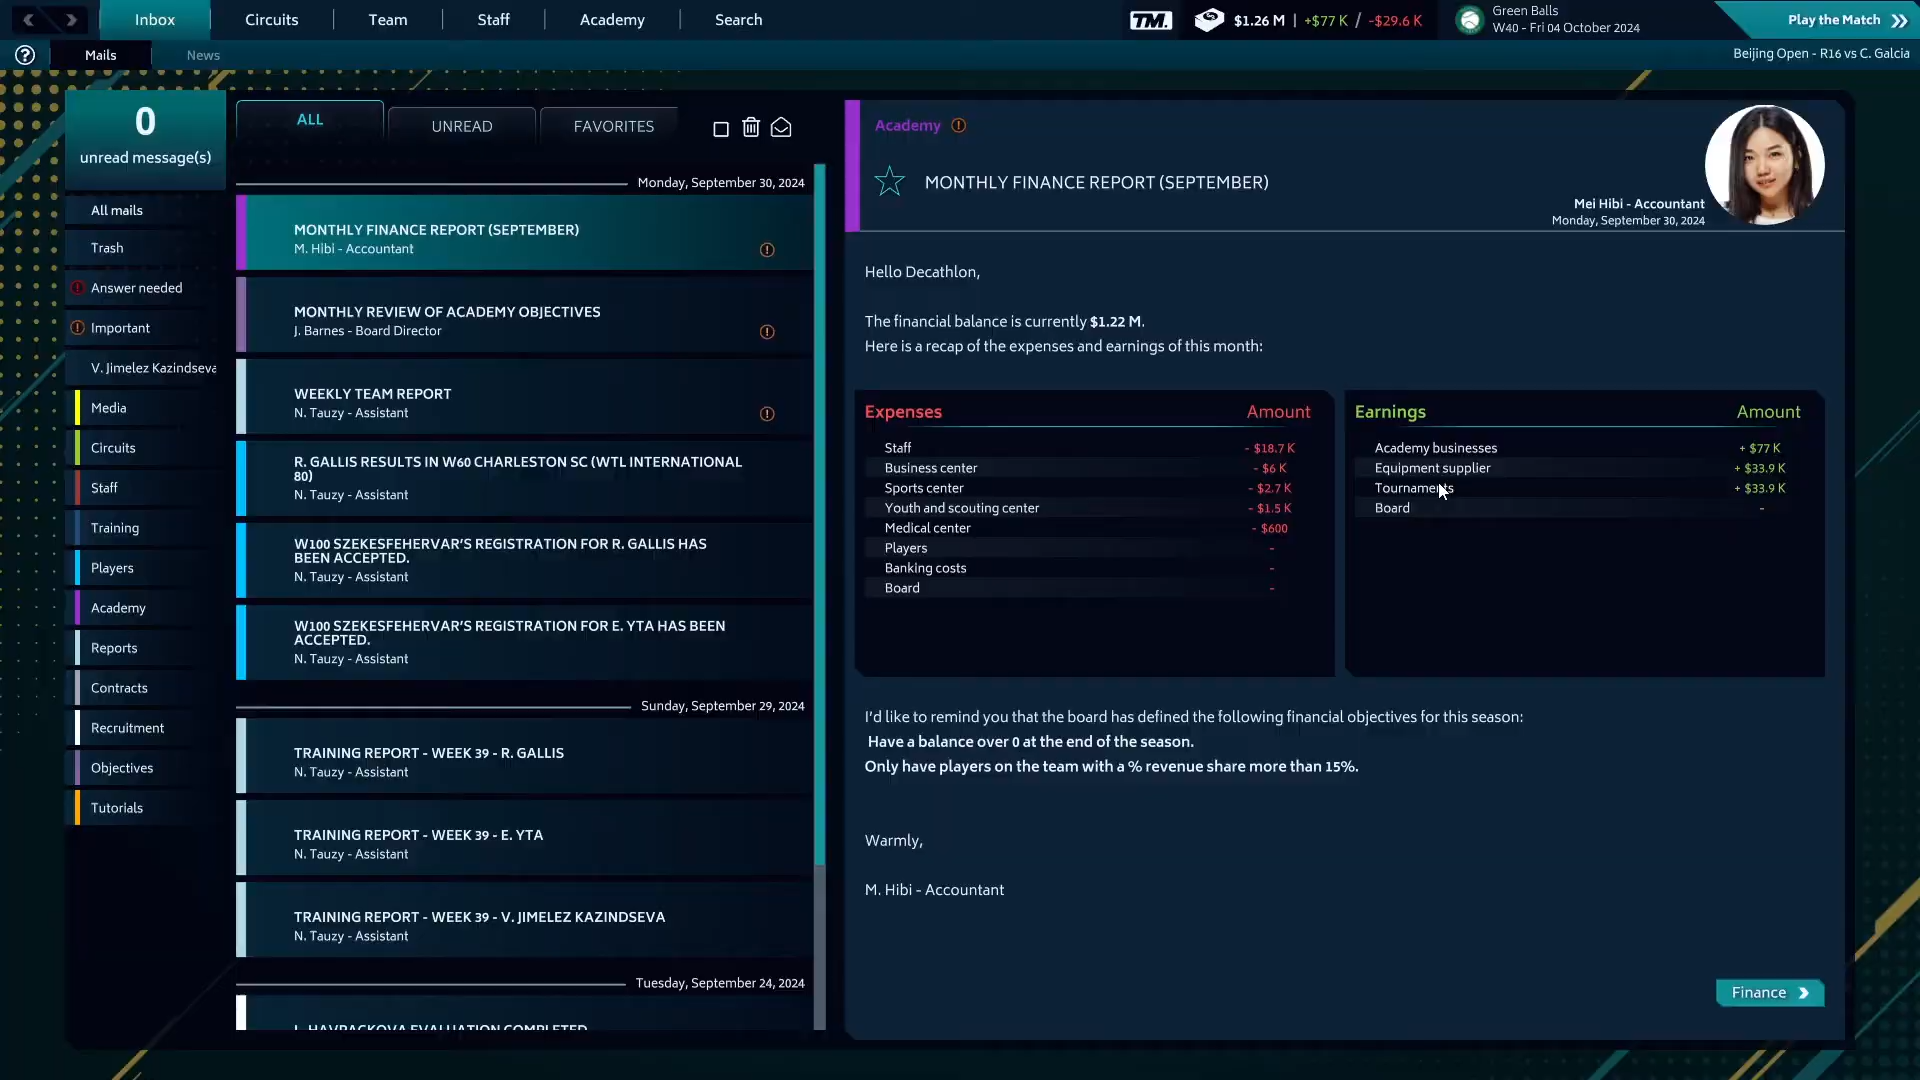 Inbox
Circuits
Team
Staff
Academy
Search
TM.
$1.26 M | +$77 K / -$29.6 K
Green Balls
W40 - Fri 04 October 2024
Play the Match
?
Mails
News
Beijing Open - R16 vs C. Galcia
0
unread message(s)
All mails
Trash
Answer needed
Important
V. Jimelez Kazindseva
Media
Circuits
Staff
Training
Players
Academy
Reports
Contracts
Recruitment
Objectives
Tutorials
ALL
UNREAD
FAVORITES
Monday, September 30, 2024
MONTHLY FINANCE REPORT (SEPTEMBER)
M. Hibi - Accountant
MONTHLY REVIEW OF ACADEMY OBJECTIVES
J. Barnes - Board Director
WEEKLY TEAM REPORT
N. Tauzy - Assistant
R. GALLIS RESULTS IN W60 CHARLESTON SC (WTL INTERNATIONAL
80)
N. Tauzy - Assistant
W100 SZEKESFEHERVAR'S REGISTRATION FOR R. GALLIS HAS
BEEN ACCEPTED.
N. Tauzy - Assistant
W100 SZEKESFEHERVAR'S REGISTRATION FOR E. YTA HAS BEEN
ACCEPTED.
N. Tauzy - Assistant
Sunday, September 29, 2024
TRAINING REPORT - WEEK 39 - R. GALLIS
N. Tauzy - Assistant
TRAINING REPORT - WEEK 39 - E. YTA
N. Tauzy - Assistant
TRAINING REPORT - WEEK 39 - V. JIMELEZ KAZINDSEVA
N. Tauzy - Assistant
Tuesday, September 24, 2024
L. HAVRACKOVA EVALUATION COMPLETED
Academy
MONTHLY FINANCE REPORT (SEPTEMBER)
Mei Hibi - Accountant
Monday, September 30, 2024
Hello Decathlon,
The financial balance is currently $1.22 M.
Here is a recap of the expenses and earnings of this month:
Expenses Amount
Staff - $18.7 K
Business center - $6 K
Sports center - $2.7 K
Youth and scouting center - $1.5 K
Medical center - $600
Players -
Banking costs -
Board -
Earnings Amount
Academy businesses + $77 K
Equipment supplier + $33.9 K
Tournaments + $33.9 K
Board -
I'd like to remind you that the board has defined the following financial objectives for this season:
Have a balance over 0 at the end of the season.
Only have players on the team with a % revenue share more than 15%.
Warmly,
M. Hibi - Accountant
Finance